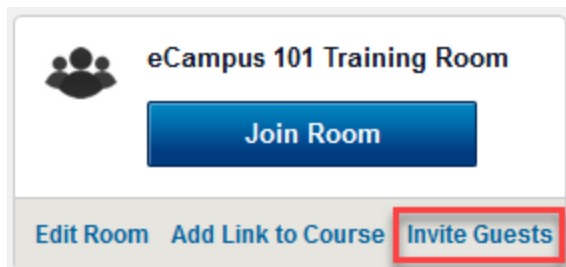 eCampus 101 Training Room
Join Room
Edit Room Add Link to Course Invite Guests